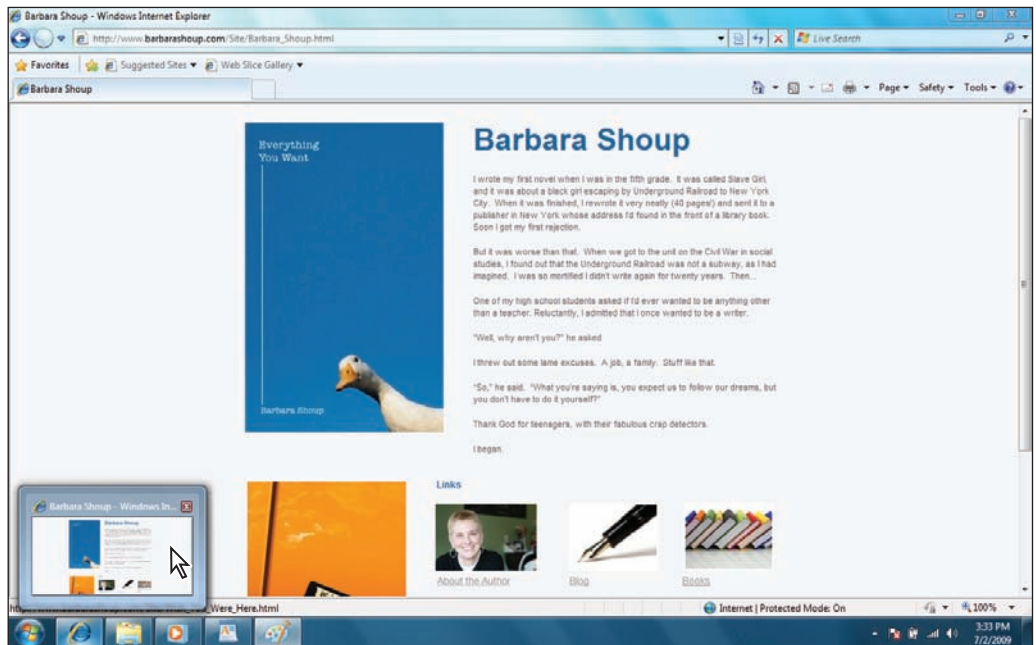 Barbara Shoup - Windows Internet Explorer
http://www.barbarashoup.com/Site/Barbara_Shoup.html
Live Search
Favorites
Suggested Sites
Web Slice Gallery
Barbara Shoup
Page
Safety
Tools
Everything
You Want
Barbara Shoup
Barbara Shoup
I wrote my first novel when I was in the fifth grade. It was called Slave Girl,
and it was about a black girl escaping by Underground Railroad to New York
City. When it was finished, I rewrote it very neatly (40 pages!) and sent it to a
publisher in New York whose address I'd found in the front of a library book.
Soon I got my first rejection.
But it was worse than that. When we got to the unit on the Civil War in social
studies, I found out that the Underground Railroad was not a subway, as I had
imagined. I was so mortified I didn't write again for twenty years. Then...
One of my high school students asked if I'd ever wanted to be anything other
than a teacher. Reluctantly, I admitted that I once wanted to be a writer.
"Well, why aren't you?" he asked
I threw out some lame excuses. A job, a family. Stuff like that.
"So," he said. "What you're saying is, you expect us to follow our dreams, but
you don't have to do it yourself?"
Thank God for teenagers, with their fabulous crap detectors.
I began.
Links
About the Author
Blog
Books
Barbara Shoup - Windows In...
Barbara Shoup
_Were_Here.html
Internet | Protected Mode: On
100%
3:33 PM
7/2/2009